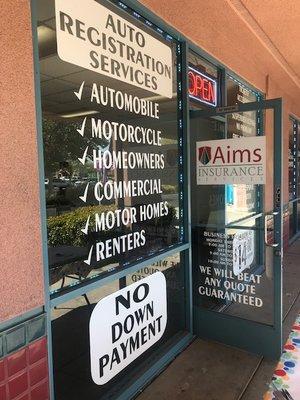 AUTO
REGISTRATION
SERVICES
✓ AUTOMOBILE
✓ MOTORCYCLE
✓ HOMEOWNERS
✓ COMMERCIAL
✓ MOTOR HOMES
✓ RENTERS
NO
DOWN
PAYMENT
OPEN
Aims
INSURANCE
SERVICES
WE WILL BEAT
ANY QUOTE
GUARANTEED